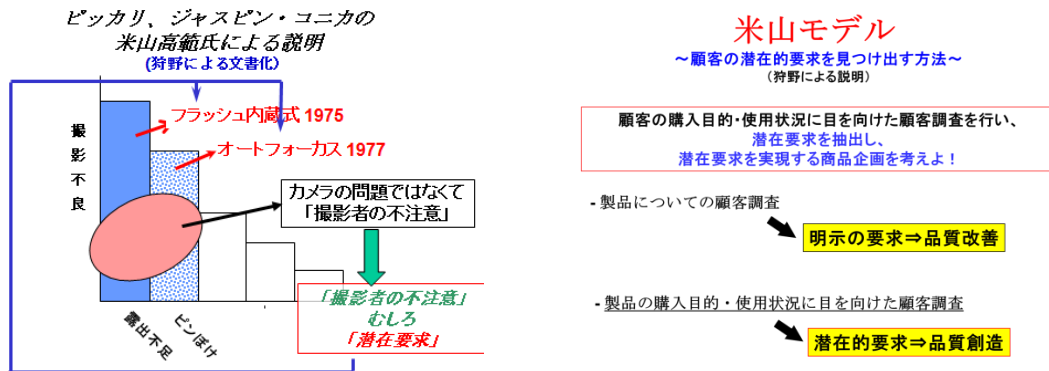 ピッカリ、ジャスピン・コニカの
米山高範氏による説明
(狩野による文書化)
フラッシュ内蔵式 1975
オートフォーカス 1977
撮影不良
カメラの問題ではなくて
「撮影者の不注意」
「撮影者の不注意」
むしろ
「潜在要求」
露出不足
ピンぼけ
米山モデル
～顧客の潜在的要求を見つけ出す方法～
(狩野による説明)
顧客の購入目的・使用状況に目を向けた顧客調査を行い、
潜在要求を抽出し、
潜在要求を実現する商品企画を考えよ！
- 製品についての顧客調査
明示の要求⇒品質改善
- 製品の購入目的・使用状況に目を向けた顧客調査
潜在的要求⇒品質創造